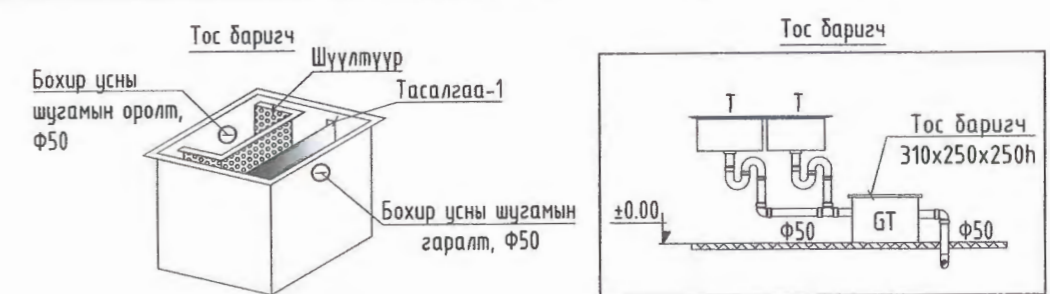 Тос баригч
Шүүлтүүр
Бохир усны
шугамын оролт,
Ф50
Тасалгаа-1
Бохир усны шугамын
гаралт, Ф50
Тос баригч
Т Т
Тос баригч
310х250х250h
±0.00
Ф50
GT
Ф50